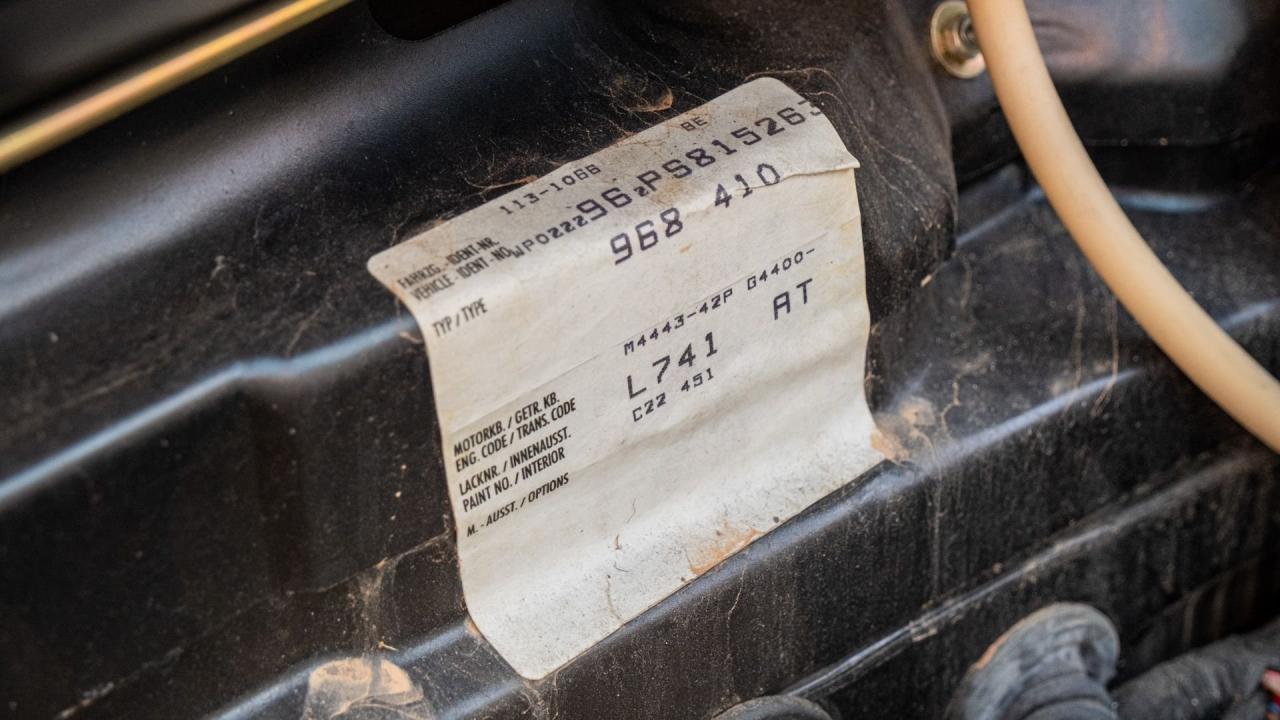 113-1068 BE
FAHRZG.-IDENT-NR.
VEHICLE IDENT-NO. WP0ZZZ96ZPS815263
TYP / TYPE 968 410
MOTORKB. / GETR. KB.
ENG. CODE / TRANS. CODE M4443-42P G4400-
LACKNR. / INNENAUSST.
PAINT NO. / INTERIOR L741 AT
M. - AUSST. / OPTIONS C22 451